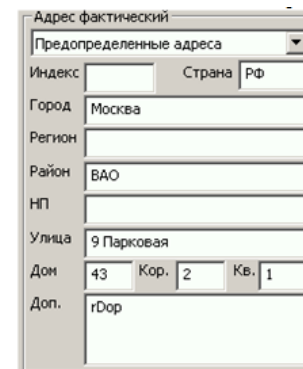 Адрес фактический
Предопределенные адреса
Индекс Страна РФ
Город Москва
Регион
Район ВАО
НП
Улица 9 Парковая
Дом 43 Кор. 2 Кв. 1
Доп. rDop